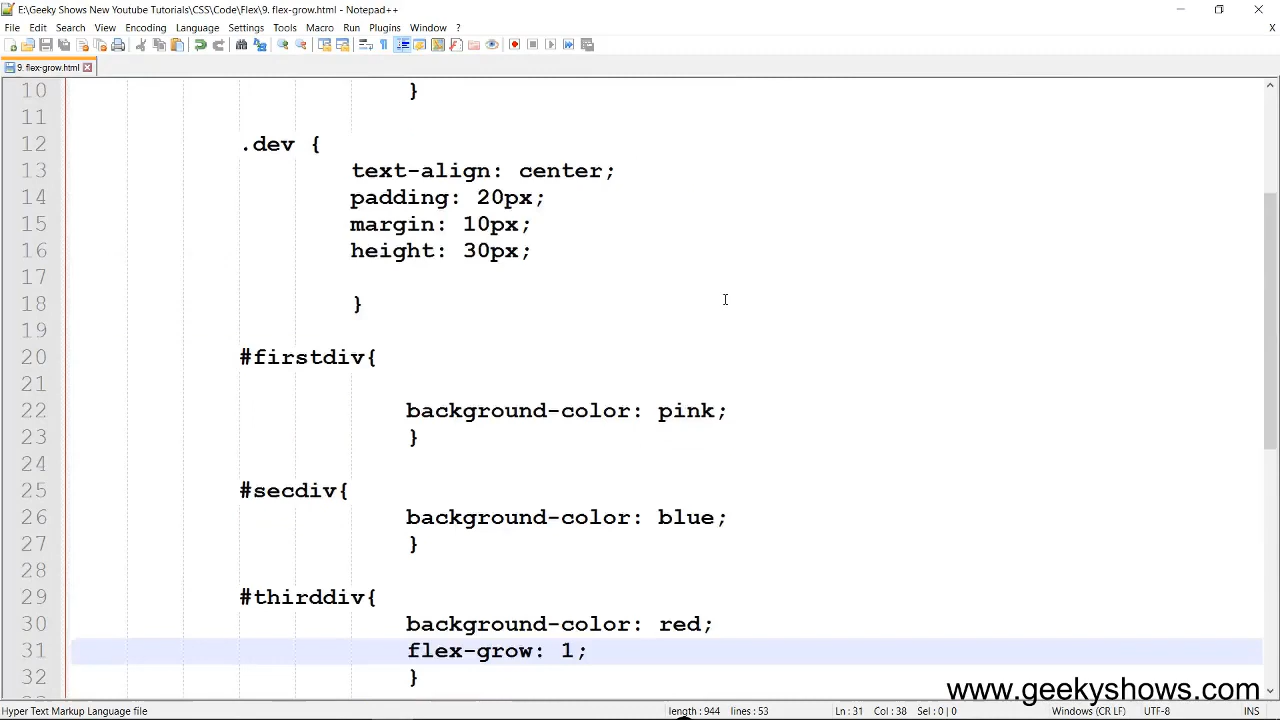 E:\Geeky Shows New Youtube Tutorials\CSS\Code\Flex\9. flex-grow.html - Notepad++
File Edit Search View Encoding Language Settings Tools Macro Run Plugins Window ? X
9. flex-grow.html
10 }
11
12 .dev {
13 text-align: center;
14 padding: 20px;
15 margin: 10px;
16 height: 30px;
17
18 }
19
20 #firstdiv{
21
22 background-color: pink;
23 }
24
25 #secdiv{
26 background-color: blue;
27 }
28
29 #thirddiv{
30 background-color: red;
31 flex-grow: 1;
32 }
www.geekyshows.com
Hyper Text Markup Language file length : 944 lines : 53 Ln : 31 Col : 38 Sel : 0 | 0 Windows (CR LF) UTF-8 INS